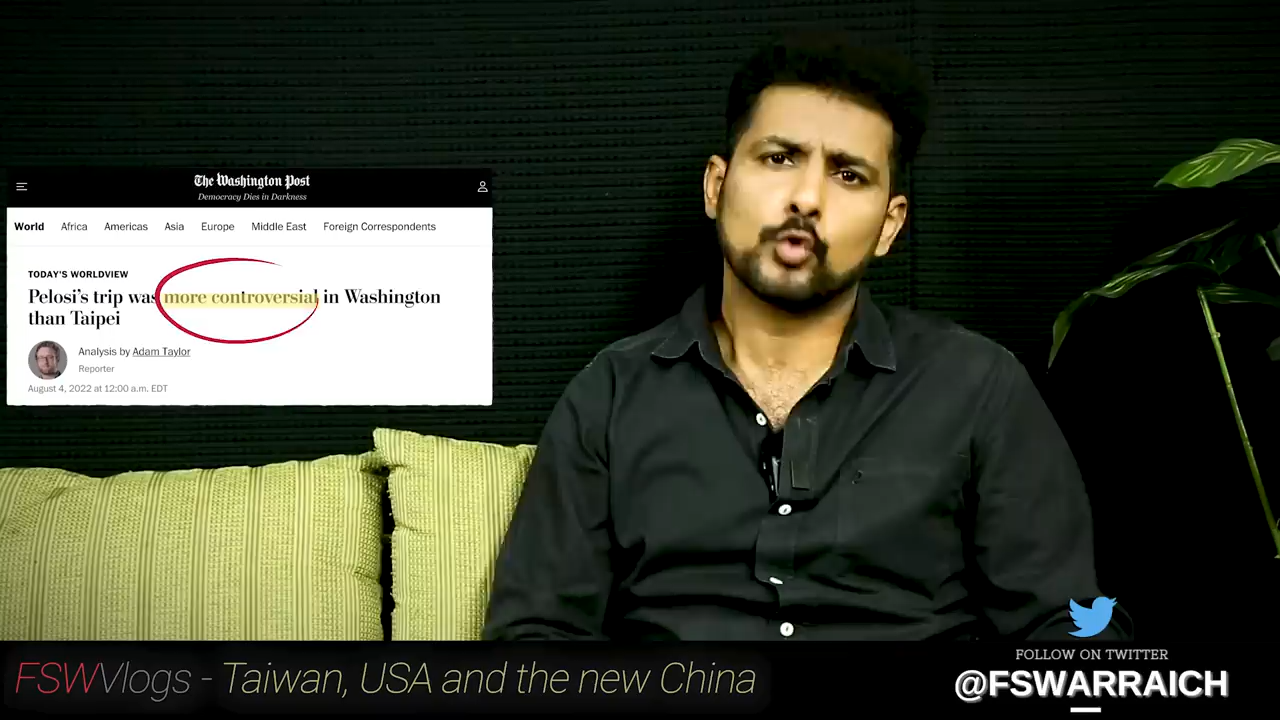 The Washington Post
Democracy Dies in Darkness
World Africa Americas Asia Europe Middle East Foreign Correspondents
TODAY'S WORLDVIEW
Pelosi's trip was more controversial in Washington
than Taipei
Analysis by Adam Taylor
Reporter
August 4, 2022 at 12:00 a.m. EDT
FSWVlogs - Taiwan, USA and the new China
FOLLOW ON TWITTER
@FSWARRAICH